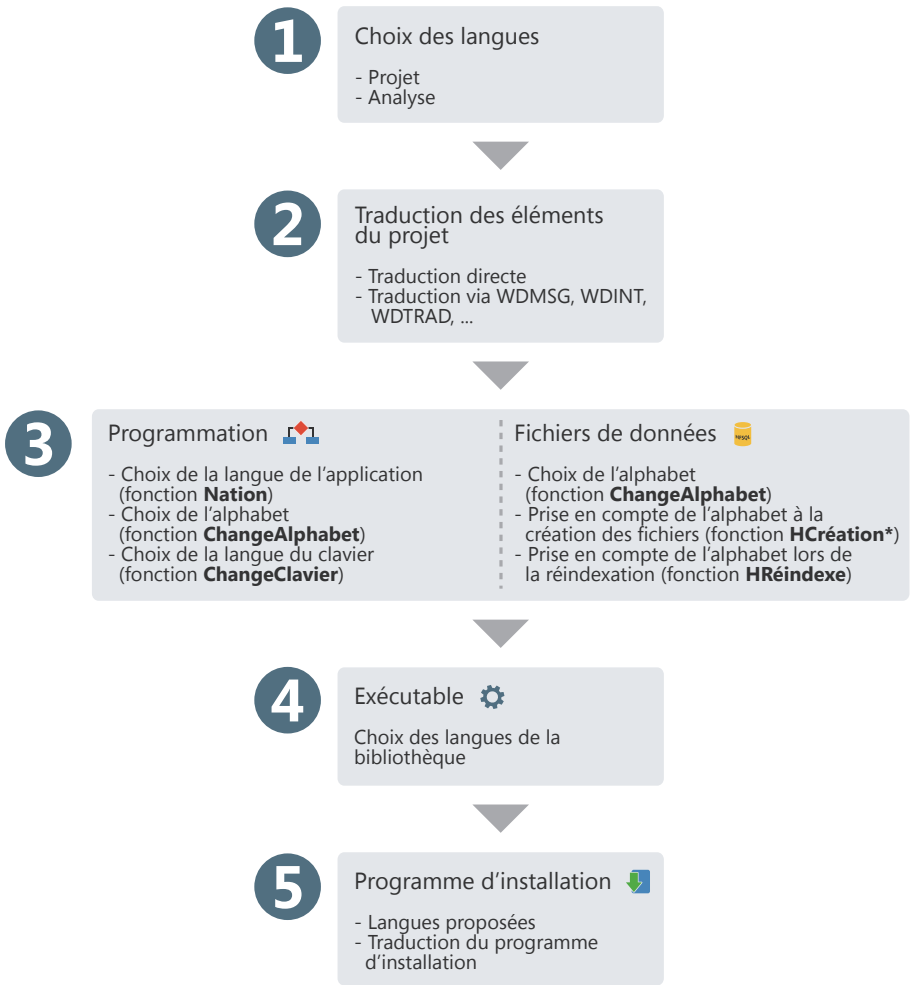 1
Choix des langues
- Projet
- Analyse
2
Traduction des éléments
du projet
- Traduction directe
- Traduction via WDMSG, WDINT,
WDTRAD, ...
3
Programmation
- Choix de la langue de l'application
(fonction Nation)
- Choix de l'alphabet
(fonction ChangeAlphabet)
- Choix de la langue du clavier
(fonction ChangeClavier)
Fichiers de données
- Choix de l'alphabet
(fonction ChangeAlphabet)
- Prise en compte de l'alphabet à la
création des fichiers (fonction HCréation*)
- Prise en compte de l'alphabet lors de
la réindexation (fonction HRéindexe)
4
Exécutable
Choix des langues de la
bibliothèque
5
Programme d'installation
- Langues proposées
- Traduction du programme
d'installation